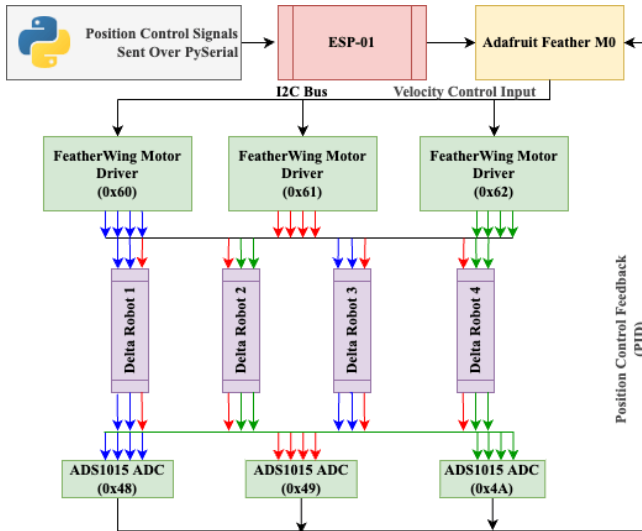 Position Control Signals
Sent Over PySerial
ESP-01
Adafruit Feather M0
I2C Bus
Velocity Control Input
FeatherWing Motor
Driver
(0x60)
FeatherWing Motor
Driver
(0x61)
FeatherWing Motor
Driver
(0x62)
Delta Robot 1
Delta Robot 2
Delta Robot 3
Delta Robot 4
Position Control Feedback
(PID)
ADS1015 ADC
(0x48)
ADS1015 ADC
(0x49)
ADS1015 ADC
(0x4A)